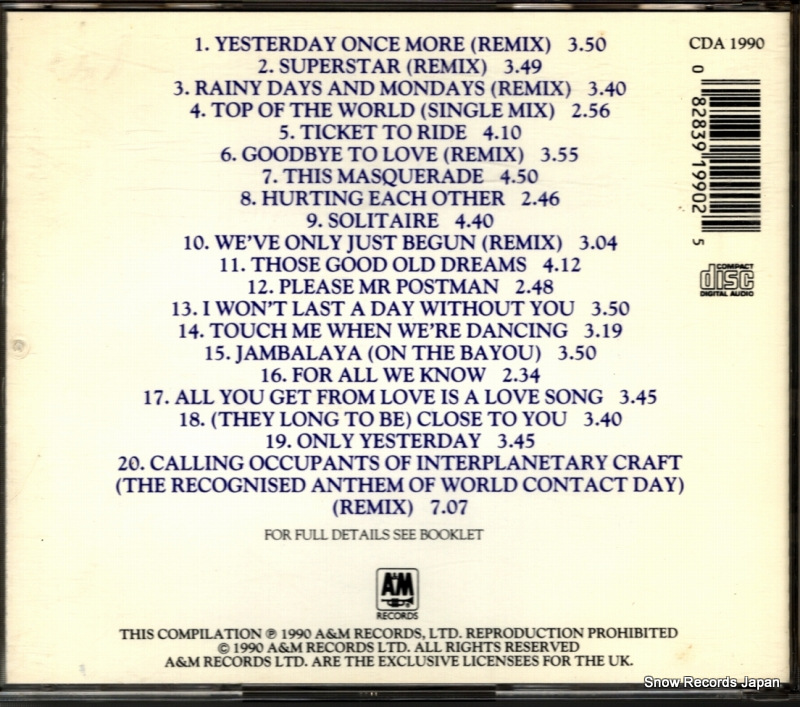 1. YESTERDAY ONCE MORE (REMIX) 3.50
2. SUPERSTAR (REMIX) 3.49
3. RAINY DAYS AND MONDAYS (REMIX) 3.40
4. TOP OF THE WORLD (SINGLE MIX) 2.56
5. TICKET TO RIDE 4.10
6. GOODBYE TO LOVE (REMIX) 3.55
7. THIS MASQUERADE 4.50
8. HURTING EACH OTHER 2.46
9. SOLITAIRE 4.40
10. WE'VE ONLY JUST BEGUN (REMIX) 3.04
11. THOSE GOOD OLD DREAMS 4.12
12. PLEASE MR POSTMAN 2.48
13. I WON'T LAST A DAY WITHOUT YOU 3.50
14. TOUCH ME WHEN WE'RE DANCING 3.19
15. JAMBALAYA (ON THE BAYOU) 3.50
16. FOR ALL WE KNOW 2.34
17. ALL YOU GET FROM LOVE IS A LOVE SONG 3.45
18. (THEY LONG TO BE) CLOSE TO YOU 3.40
19. ONLY YESTERDAY 3.45
20. CALLING OCCUPANTS OF INTERPLANETARY CRAFT
(THE RECOGNISED ANTHEM OF WORLD CONTACT DAY)
(REMIX) 7.07
FOR FULL DETAILS SEE BOOKLET
CDA 1990
0 82839 19902 5
COMPACT
disc
DIGITAL AUDIO
A&M
RECORDS
THIS COMPILATION ℗ 1990 A&M RECORDS, LTD. REPRODUCTION PROHIBITED
© 1990 A&M RECORDS LTD. ALL RIGHTS RESERVED
A&M RECORDS LTD. ARE THE EXCLUSIVE LICENSEES FOR THE UK.
Snow Records Japan